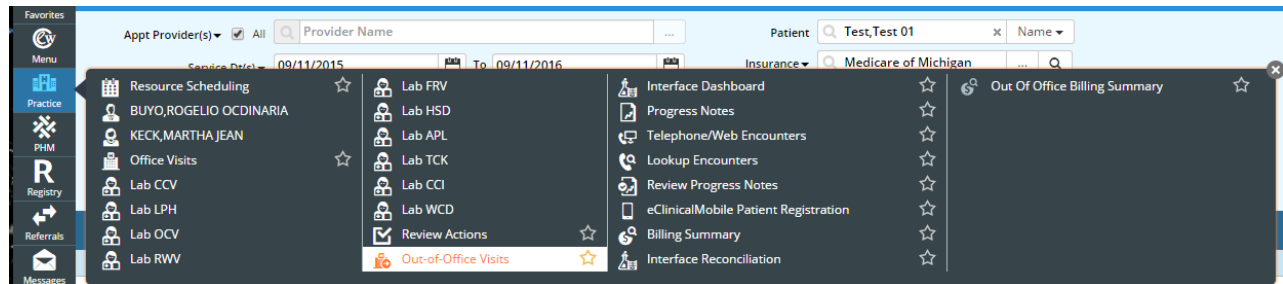 Favorites
Menu
Practice
PHM
R
Registry
Referrals
Messages
Appt Provider(s) All Provider Name ... Patient Test,Test 01 x Name
Service Dt(s) 09/11/2015 To 09/11/2016 Insurance Medicare of Michigan ...
Resource Scheduling
BUYO,ROGELIO OCDINARIA
KECK,MARTHA JEAN
Office Visits
Lab CCV
Lab LPH
Lab OCV
Lab RWV
Lab FRV
Lab HSD
Lab APL
Lab TCK
Lab CCI
Lab WCD
Review Actions
Out-of-Office Visits
Interface Dashboard
Progress Notes
Telephone/Web Encounters
Lookup Encounters
Review Progress Notes
eClinicalMobile Patient Registration
Billing Summary
Interface Reconciliation
Out Of Office Billing Summary